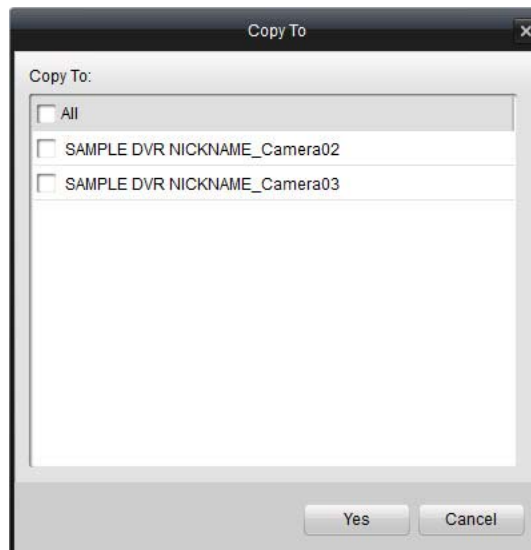 Copy To
Copy To:
All
SAMPLE DVR NICKNAME_Camera02
SAMPLE DVR NICKNAME_Camera03
Yes
Cancel